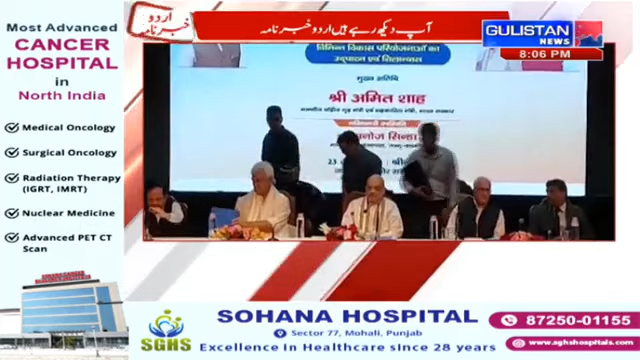 Most Advanced
CANCER
HOSPITAL
in
North India
Medical Oncology
Surgical Oncology
Radiation Therapy
(IGRT, IMRT)
Nuclear Medicine
Advanced PET CT
Scan
اردو
خبرنامہ
آپ دیکھ رہے ہیں اردو خبرنامہ
GULISTAN
NEWS
8:06 PM
विभिन्न विकास परियोजनाओं का
उद्घाटन एवं शिलान्यास
मुख्य अतिथि
श्री अमित शाह
मनोज सिन्हा
SGHS
SOHANA HOSPITAL
Sector 77, Mohali, Punjab
Excellence in Healthcare since 28 years
87250-01155
www.sghshospitals.com